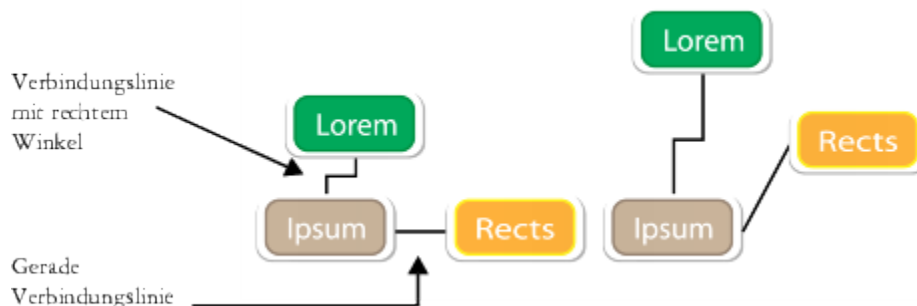 Verbindungslinie
mit rechtem
Winkel
Lorem
Ipsum
Rects
Gerade
Verbindungslinie
Lorem
Rects
Ipsum